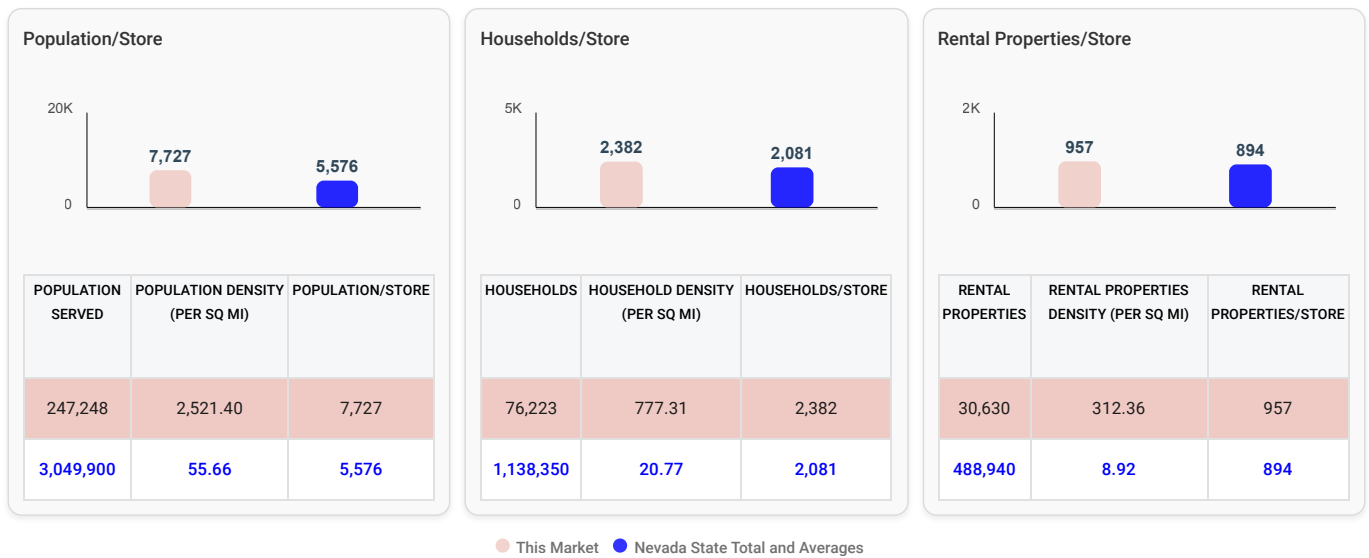 Population/Store
20K
7,727
5,576
0
POPULATION SERVED
POPULATION DENSITY (PER SQ MI)
POPULATION/STORE
247,248
2,521.40
7,727
3,049,900
55.66
5,576
Households/Store
5K
2,382
2,081
0
HOUSEHOLDS
HOUSEHOLD DENSITY (PER SQ MI)
HOUSEHOLDS/STORE
76,223
777.31
2,382
1,138,350
20.77
2,081
Rental Properties/Store
2K
957
894
0
RENTAL PROPERTIES
RENTAL PROPERTIES DENSITY (PER SQ MI)
RENTAL PROPERTIES/STORE
30,630
312.36
957
488,940
8.92
894
This Market
Nevada State Total and Averages